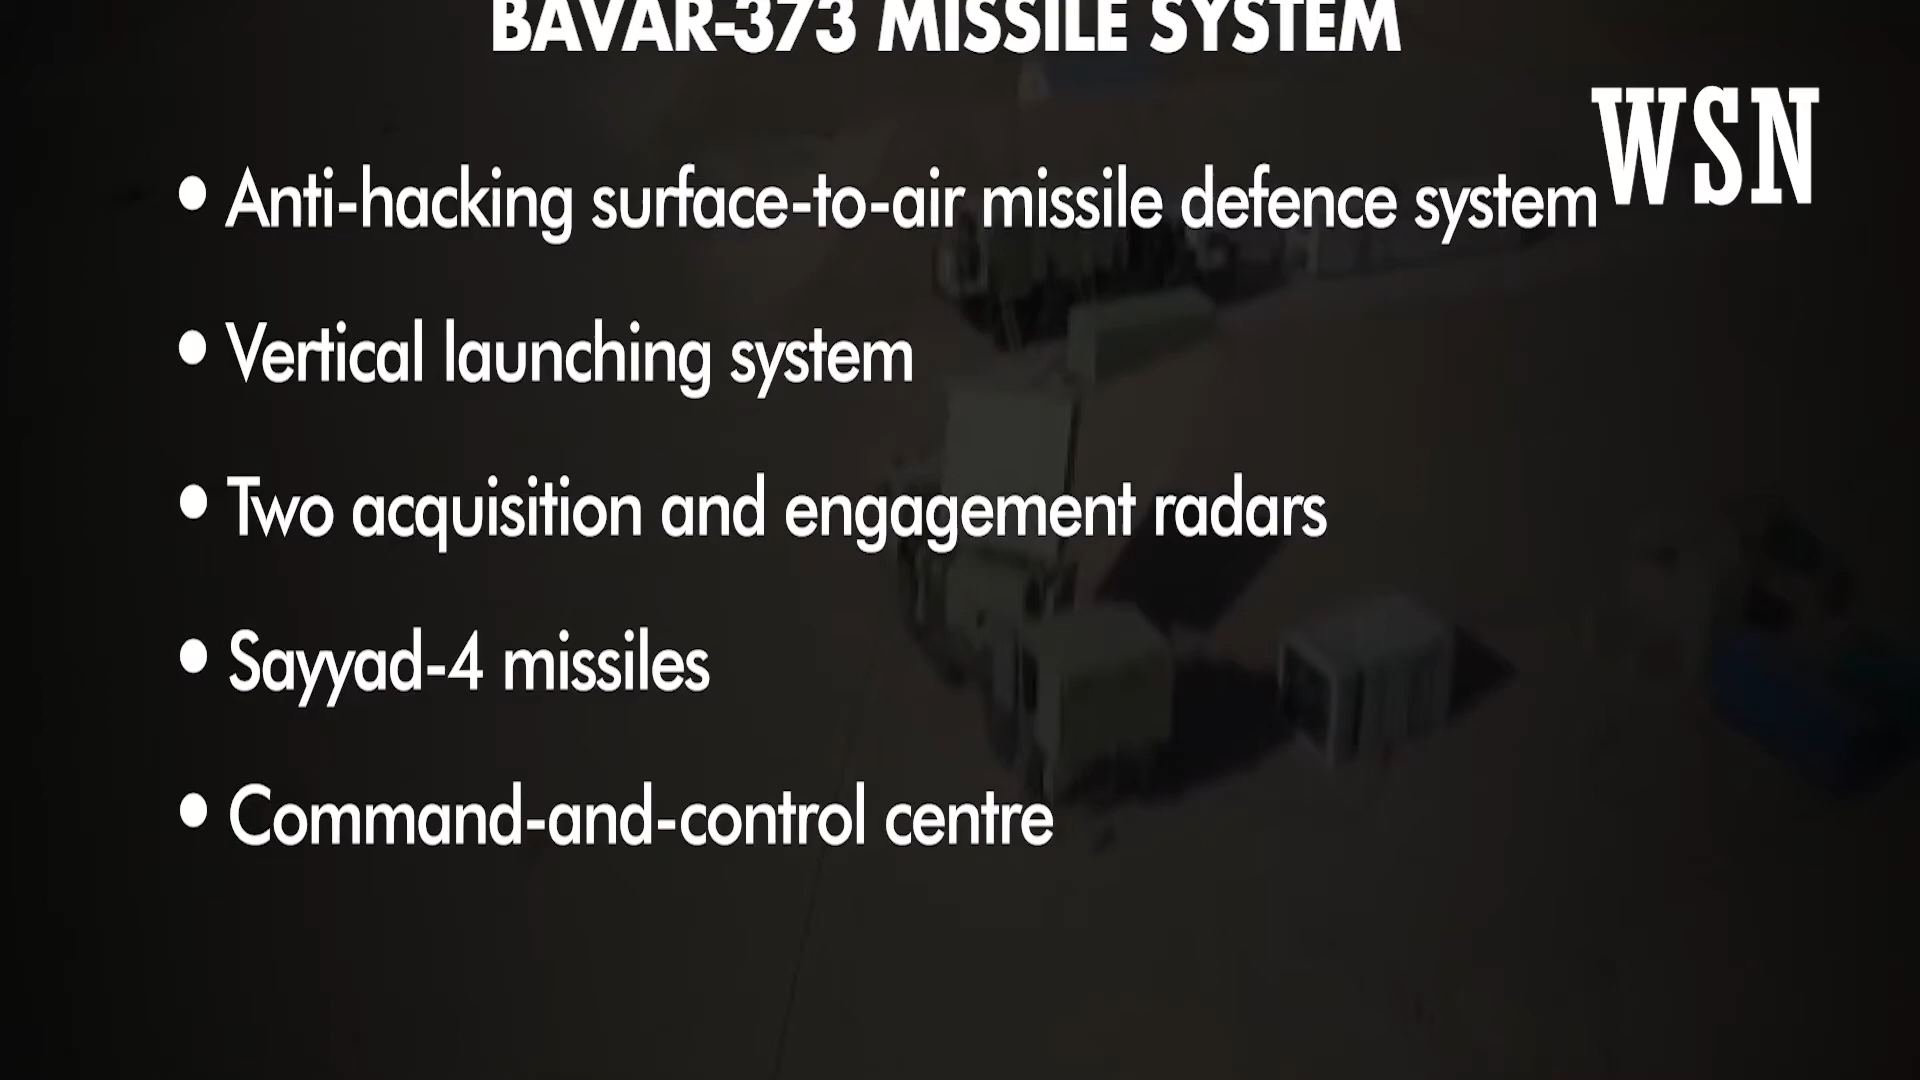 BAVAR-373 MISSILE SYSTEM
WSN
• Anti-hacking surface-to-air missile defence system
• Vertical launching system
• Two acquisition and engagement radars
• Sayyad-4 missiles
• Command-and-control centre